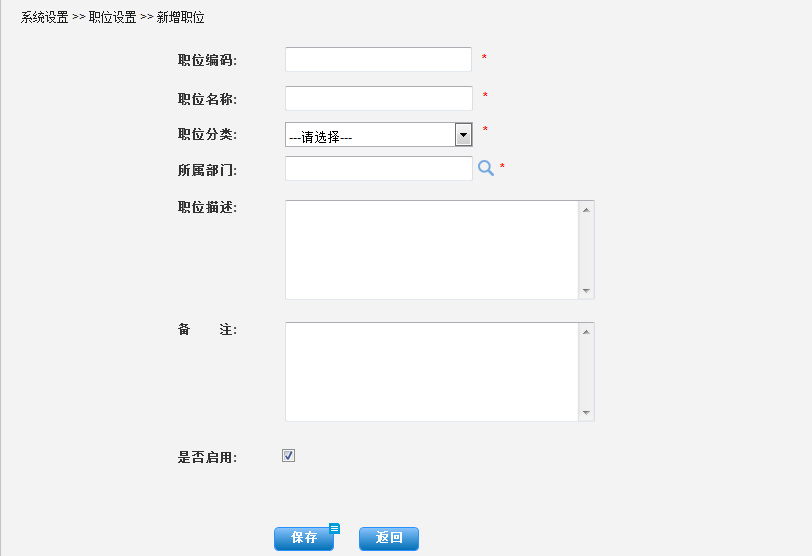 系统设置 >> 职位设置 >> 新增职位
职位编码: *
职位名称: *
职位分类: ---请选择--- *
所属部门: *
职位描述:
备 注:
是否启用:
保存 返回